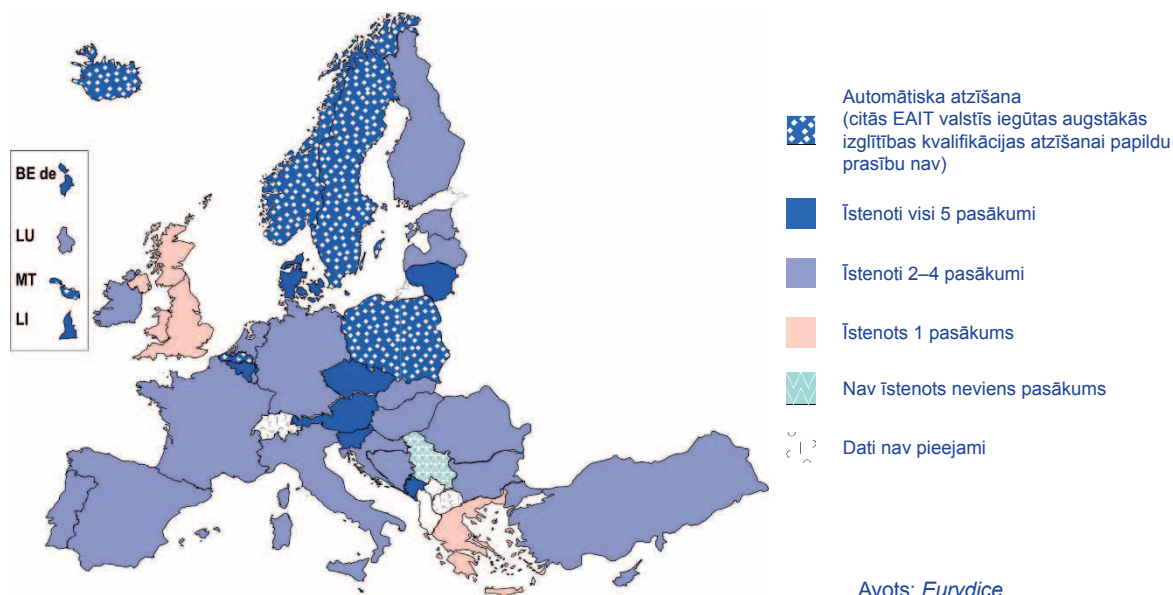 BE de
LU
MT
LI
Automātiska atzīšana
(citās EAIT valstīs iegūtas augstākās
izglītības kvalifikācijas atzīšanai papildu
prasību nav)
Īstenoti visi 5 pasākumi
Īstenoti 2–4 pasākumi
Īstenots 1 pasākums
Nav īstenots neviens pasākums
Dati nav pieejami
Avots: Eurydice